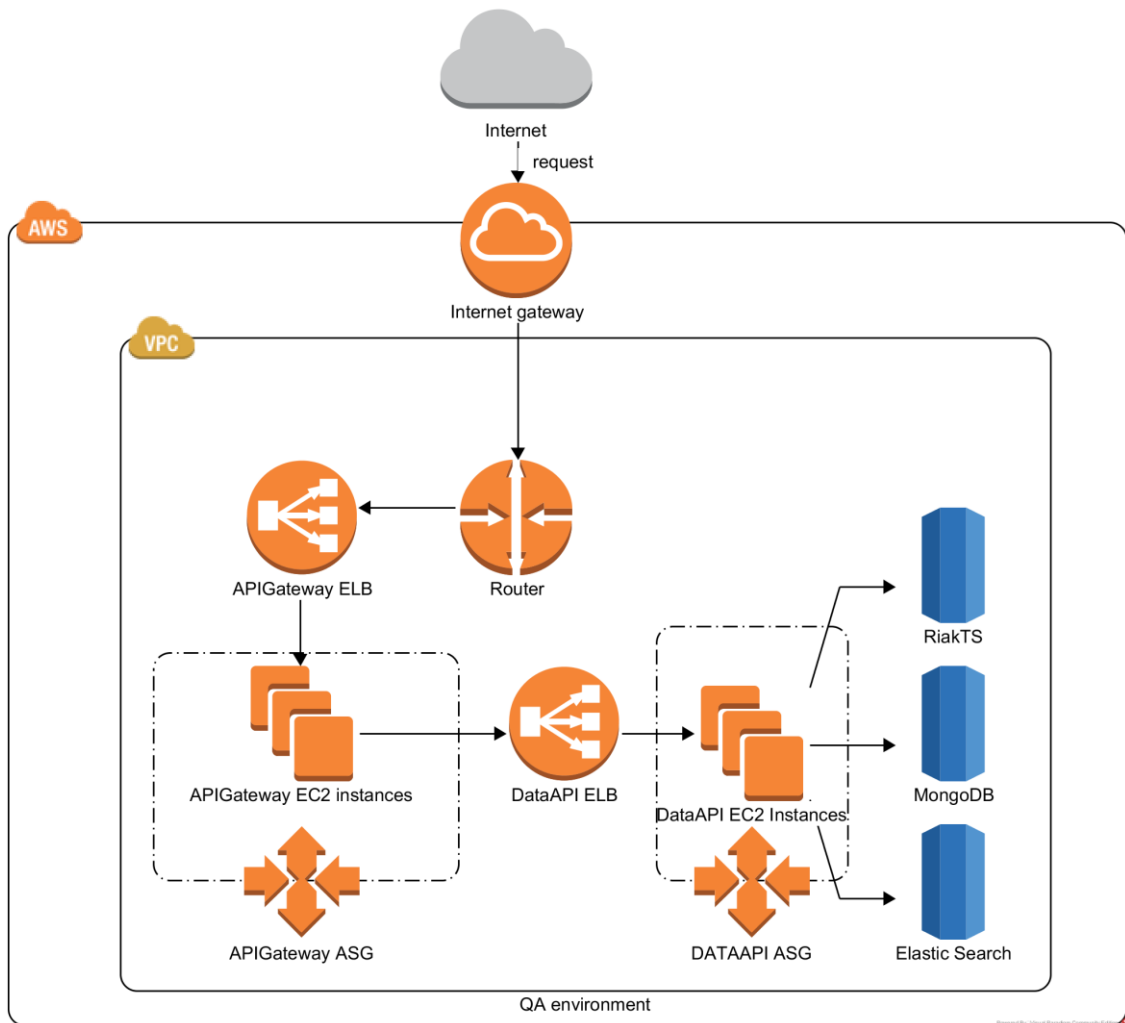 Internet
request
AWS
Internet gateway
VPC
APIGateway ELB
Router
RiakTS
APIGateway EC2 instances
DataAPI ELB
DataAPI EC2 Instances
MongoDB
APIGateway ASG
DATAAPI ASG
Elastic Search
QA environment